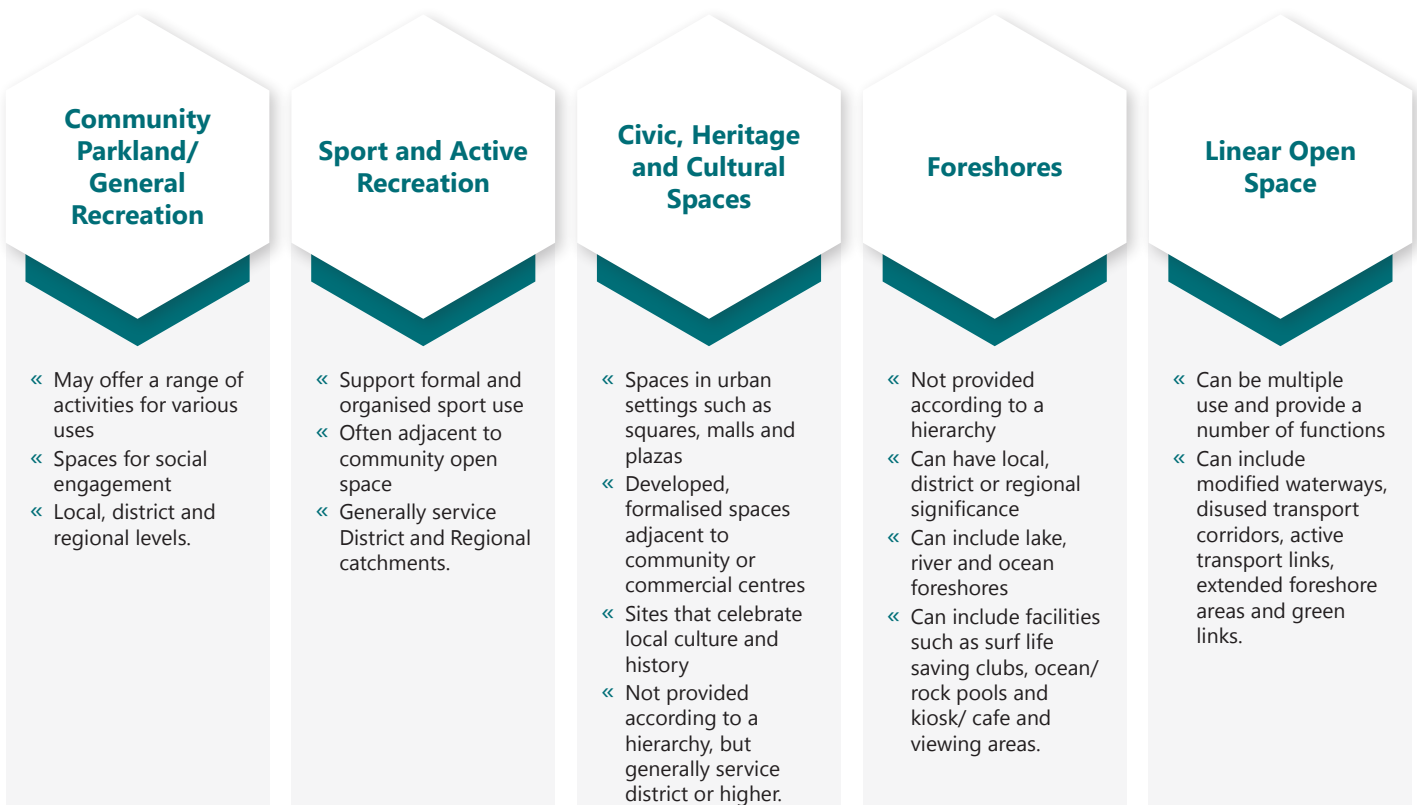 Community
Parkland/
General
Recreation
« May offer a range of
activities for various
uses
« Spaces for social
engagement
« Local, district and
regional levels.
Sport and Active
Recreation
« Support formal and
organised sport use
« Often adjacent to
community open
space
« Generally service
District and Regional
catchments.
Civic, Heritage
and Cultural
Spaces
« Spaces in urban
settings such as
squares, malls and
plazas
« Developed,
formalised spaces
adjacent to
community or
commercial centres
« Sites that celebrate
local culture and
history
« Not provided
according to a
hierarchy, but
generally service
district or higher.
Foreshores
« Not provided
according to a
hierarchy
« Can have local,
district or regional
significance
« Can include lake,
river and ocean
foreshores
« Can include facilities
such as surf life
saving clubs, ocean/
rock pools and
kiosk/ cafe and
viewing areas.
Linear Open
Space
« Can be multiple
use and provide a
number of functions
« Can include
modified waterways,
disused transport
corridors, active
transport links,
extended foreshore
areas and green
links.